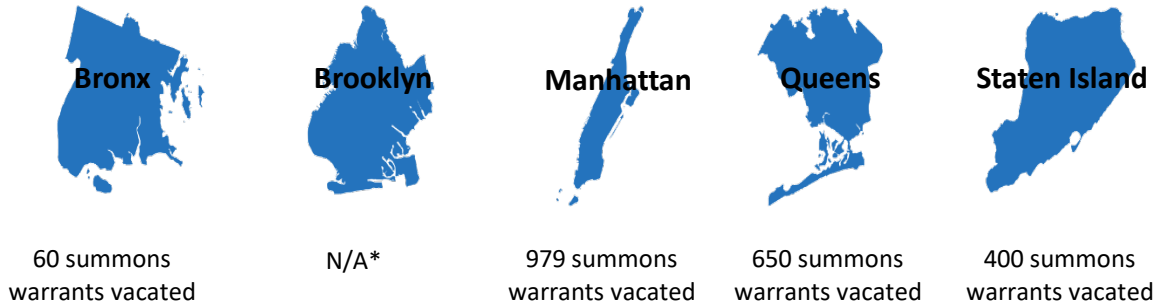 Bronx
Brooklyn
Manhattan
Queens
Staten Island
60 summons
warrants vacated
N/A*
979 summons
warrants vacated
650 summons
warrants vacated
400 summons
warrants vacated